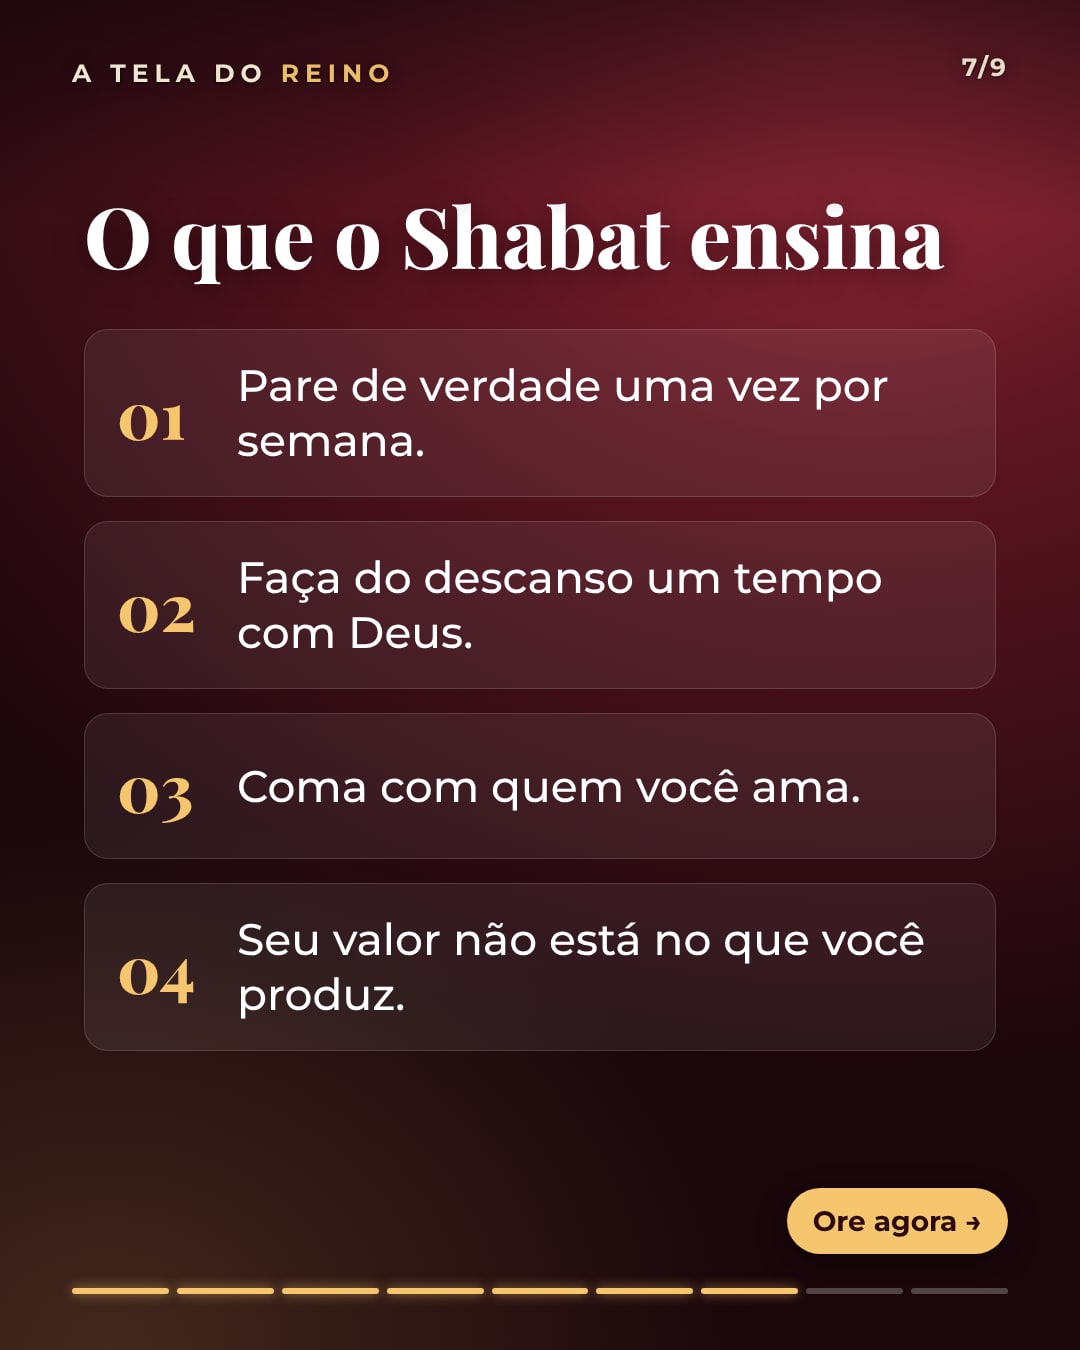 A TELA DO REINO
7/9
O que o Shabat ensina
01
Pare de verdade uma vez por
semana.
02
Faça do descanso um tempo
com Deus.
03
Coma com quem você ama.
04
Seu valor não está no que você
produz.
Ore agora →